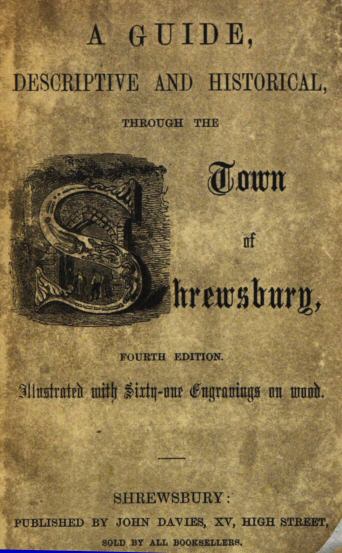 A GUIDE,
DESCRIPTIVE AND HISTORICAL,
THROUGH THE
Town
of
Shrewsbury,
FOURTH EDITION.
Illustrated with Sixty-one Engravings on wood.
SHREWSBURY:
PUBLISHED BY JOHN DAVIES, XV, HIGH STREET,
SOLD BY ALL BOOKSELLERS.